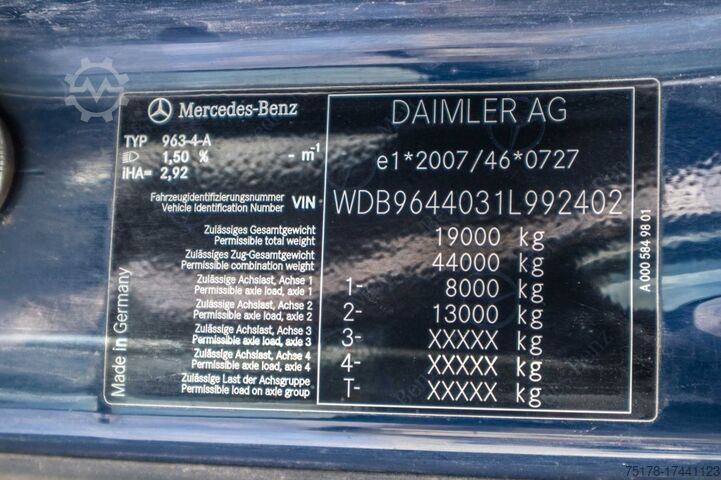 Mercedes-Benz
DAIMLER AG
TYP 963-4-A
1,50 % - m⁻¹
iHA= 2,92
e1*2007/46*0727
Fahrzeugidentifizierungsnummer
Vehicle Identification Number VIN WDB9644031L992402
Zulässiges Gesamtgewicht
Permissible total weight 19000 kg
Zulässiges Zug-Gesamtgewicht
Permissible combination weight 44000 kg
Zulässige Achslast, Achse 1
Permissible axle load, axle 1 1- 8000 kg
Zulässige Achslast, Achse 2
Permissible axle load, axle 2 2- 13000 kg
Zulässige Achslast, Achse 3
Permissible axle load, axle 3 3- XXXXX kg
Zulässige Achslast, Achse 4
Permissible axle load, axle 4 4- XXXXX kg
Zulässige Last der Achsgruppe
Permissible load on axle group T- XXXXX kg
Made in Germany
A 000 584 98 01
75178-17441123